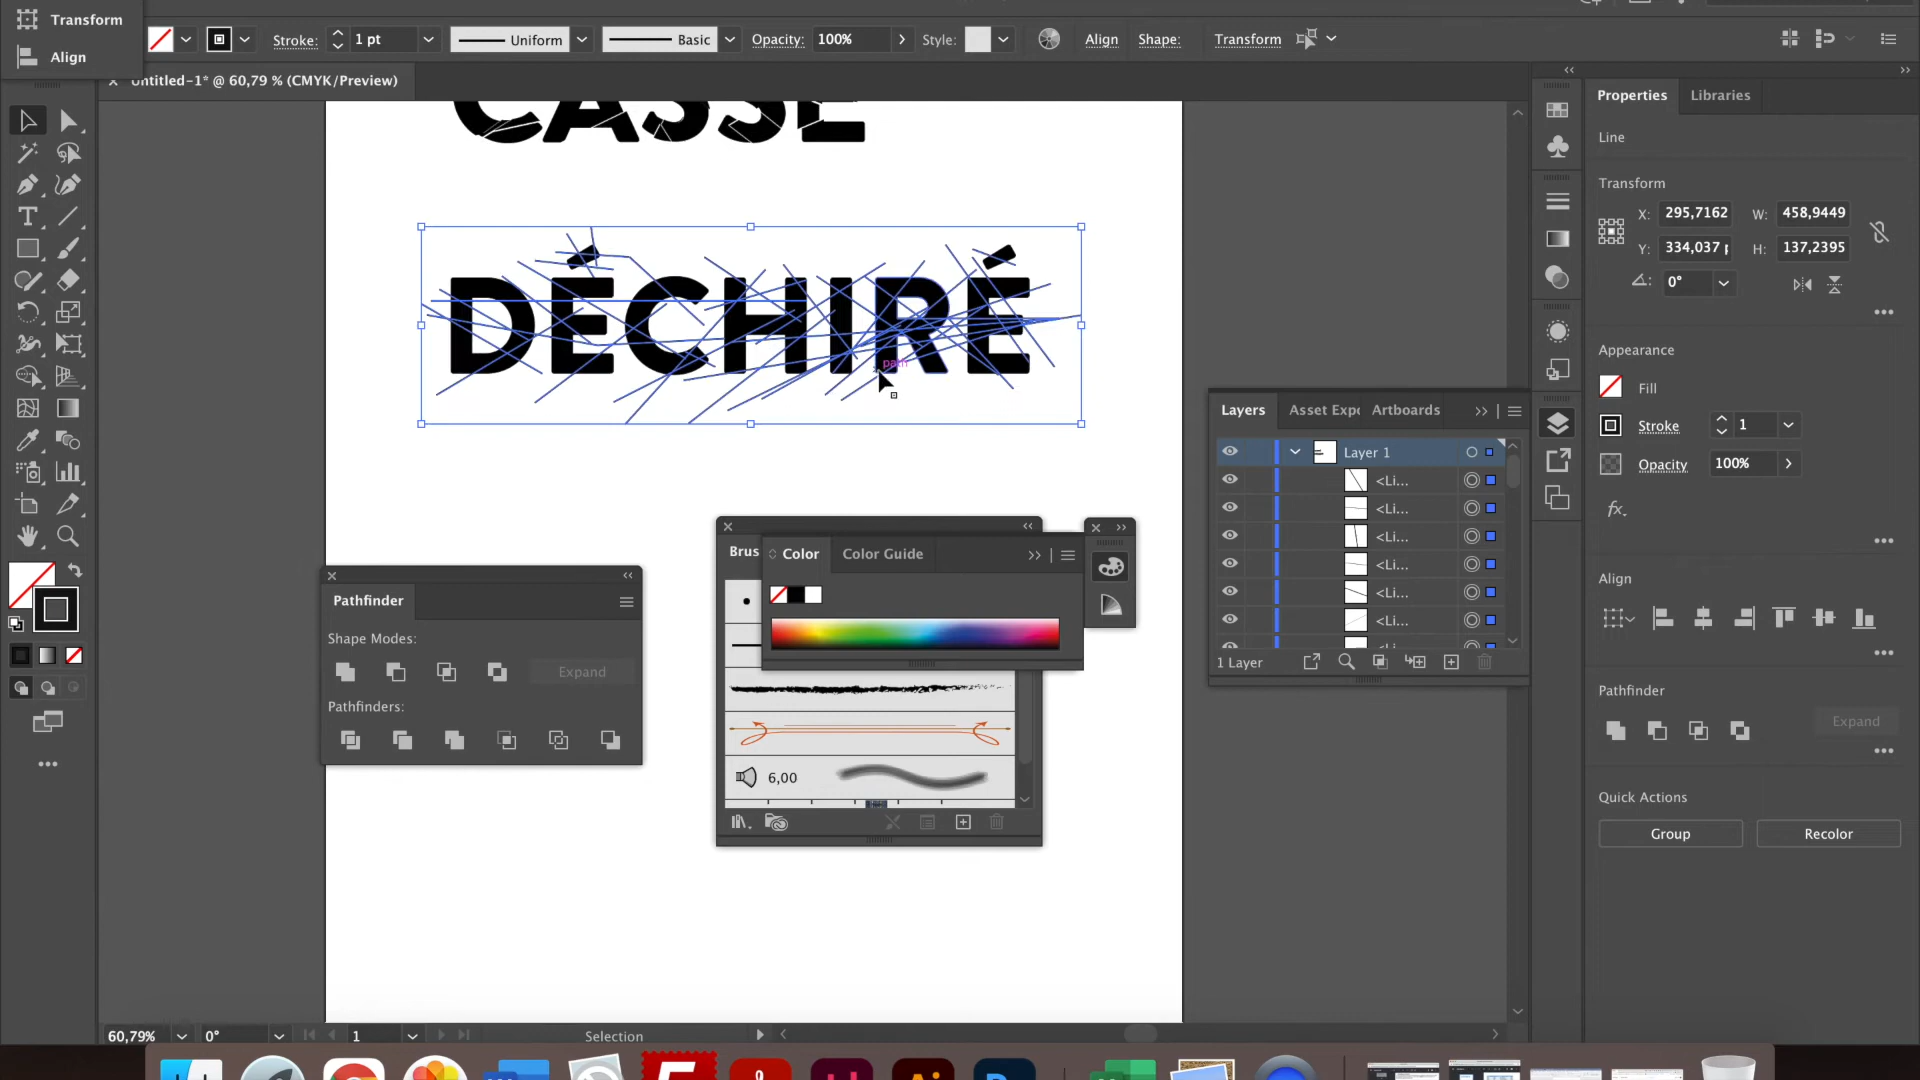 Transform
Align
Stroke: 1 pt Uniform Basic Opacity: 100% Style: Align Shape: Transform
Untitled-1* @ 60,79 % (CMYK/Preview)
CASSÉ
DÉCHIRÉ
path
Pathfinder
Shape Modes:
Expand
Pathfinders:
Brus
Color Color Guide
6,00
Layers Asset Expo Artboards
Layer 1
<Li...
<Li...
<Li...
<Li...
<Li...
<Li...
<Li...
1 Layer
Properties Libraries
Line
Transform
X: 295,7162 W: 458,9449
Y: 334,037 p H: 137,2395
0°
Appearance
Fill
Stroke 1
Opacity 100%
fx.
Align
Pathfinder
Expand
Quick Actions
Group Recolor
60,79% 0° 1 Selection